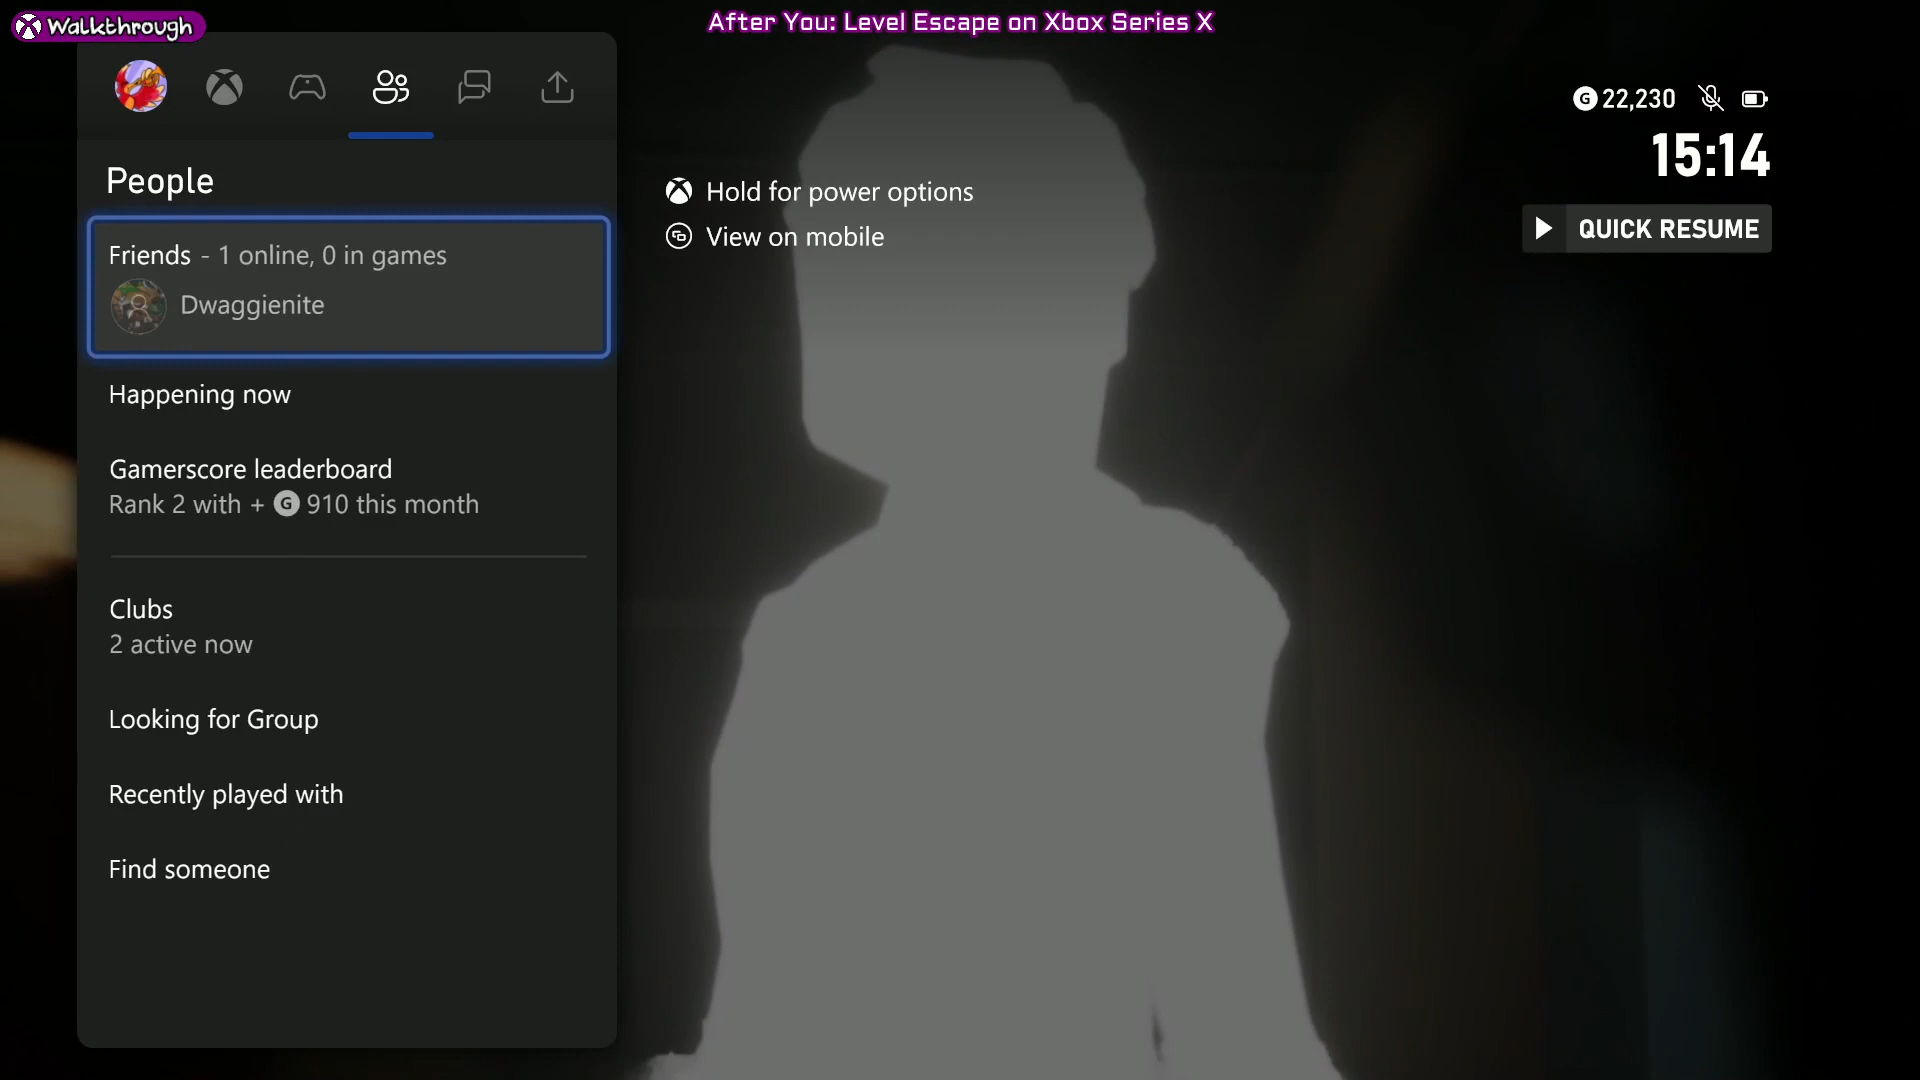 Walkthrough
After You: Level Escape on Xbox Series X
G 22,230
15:14
QUICK RESUME
Hold for power options
View on mobile
People
Friends - 1 online, 0 in games
Dwaggienite
Happening now
Gamerscore leaderboard
Rank 2 with + G 910 this month
Clubs
2 active now
Looking for Group
Recently played with
Find someone